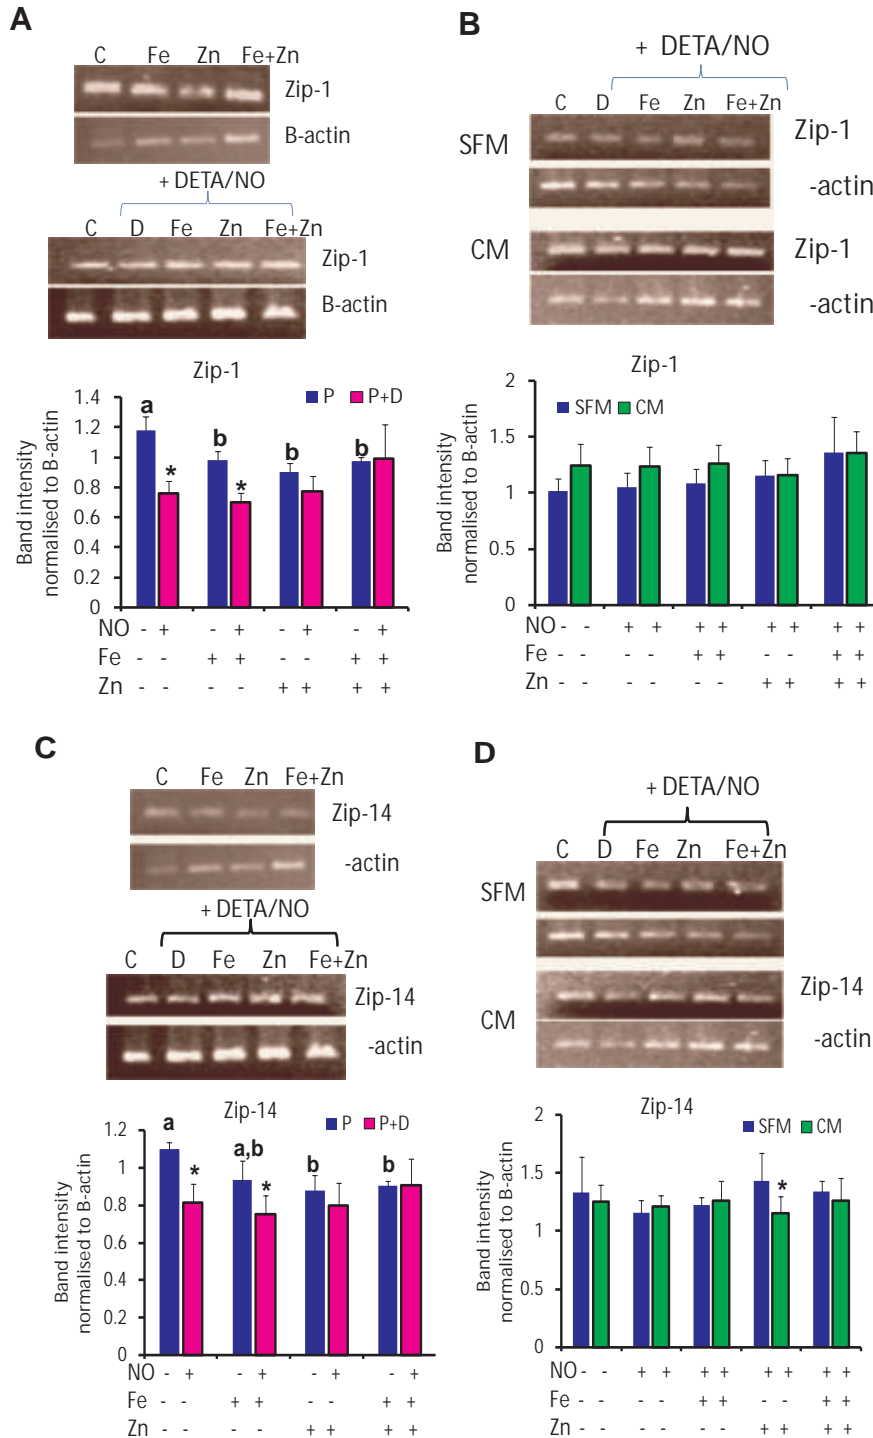 A
C Fe Zn Fe+Zn
Zip-1
B-actin
+ DETA/NO
C D Fe Zn Fe+Zn
Zip-1
B-actin
Zip-1
P P+D
Band intensity
normalised to B-actin
1.4
1.2
1
0.8
0.6
0.4
0.2
0
a b b b
* *
NO - + - + - + - +
Fe - - + + - - + +
Zn - - - - + + + +
B
+ DETA/NO
C D Fe Zn Fe+Zn
SFM
Zip-1
-actin
CM
Zip-1
-actin
Zip-1
SFM CM
Band intensity
normalised to B-actin
2
1.5
1
0.5
0
NO - - + + + + + + + +
Fe - - - - + + - - + +
Zn - - - - - - + + + +
C
C Fe Zn Fe+Zn
Zip-14
-actin
+ DETA/NO
C D Fe Zn Fe+Zn
Zip-14
-actin
Zip-14
P P+D
Band intensity
normalised to B-actin
1.2
1
0.8
0.6
0.4
0.2
0
a a,b b b
* *
NO - + - + - + - +
Fe - - + + - - + +
Zn - - - - + + + +
D
+ DETA/NO
C D Fe Zn Fe+Zn
SFM
Zip-14
CM
-actin
Zip-14
SFM CM
Band intensity
normalised to B-actin
2
1.5
1
0.5
0
*
NO - - + + + + + + + +
Fe - - - - + + - - + +
Zn - - - - - - + + + +